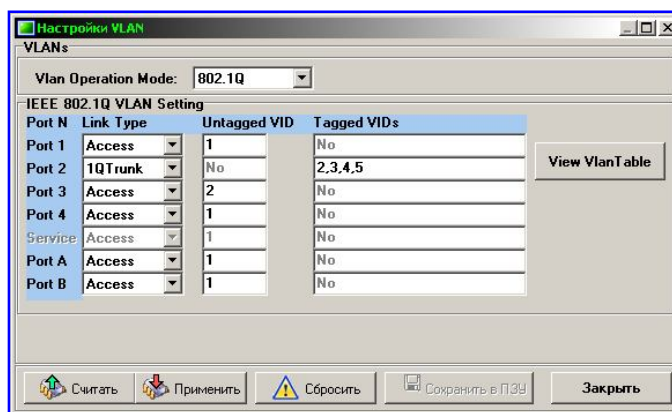 Настройки VLAN
VLANs
Vlan Operation Mode: 802.1Q
IEEE 802.1Q VLAN Setting
Port N Link Type Untagged VID Tagged VIDs
Port 1 Access 1 No
View VlanTable
Port 2 1QTrunk No 2,3,4,5
Port 3 Access 2 No
Port 4 Access 1 No
Service Access 1 No
Port A Access 1 No
Port B Access 1 No
Считать Применить Сбросить Сохранить в ПЗУ Закрыть